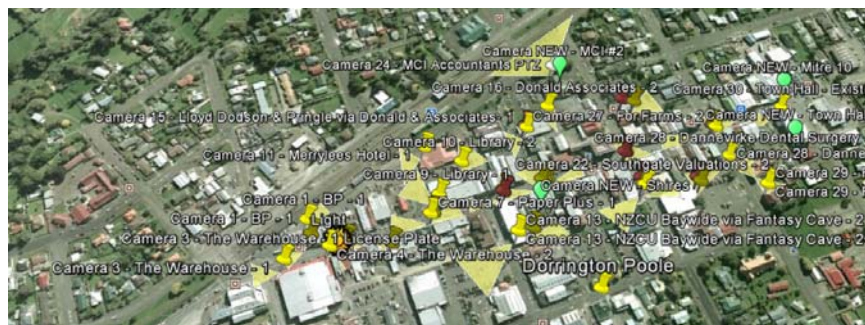 Camera NEW - MCI #2
Camera 24 - MCI Accountants PTZ
Camera NEW - Mitre 10
Camera 16 - Donald Associates - 2
Camera 30 - Town Hall - Exist
Camera 15 - Lloyd Dodson & Pringle via Donald & Associates - 1
Camera 27 - For Farms - 2
Camera NEW - Town Hal
Camera 10 - Library - 2
Camera 28 - Dannevirke Dental Surgery
Camera 11 - Merrylees Hotel - 1
Camera 28 - Danne
Camera 22 - Southgate Valuations - 2
Camera 9 - Library - 1
Camera 29 - T
Camera NEW - Shires
Camera 29 -
Camera 1 - BP - 1
Camera 7 - Paper Plus - 1
Camera 1 - BP - 1
Light
Camera 13 - NZCU Baywide via Fantasy Cave - 2
Camera 3 - The Warehouse - 1
License Plate
Camera 13 - NZCU Baywide via Fantasy Cave - 2
Camera 4 - The Warehouse - 2
Camera 3 - The Warehouse - 1
Dorrington Poole